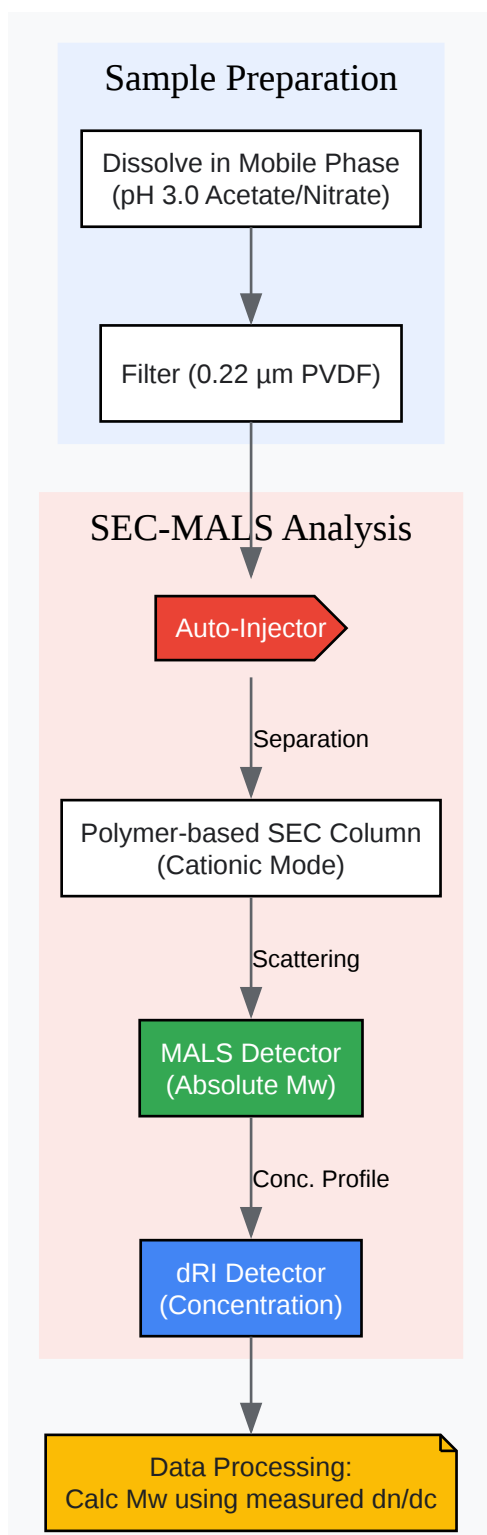 Sample Preparation
Dissolve in Mobile Phase
(pH 3.0 Acetate/Nitrate)
Filter (0.22 µm PVDF)
SEC-MALS Analysis
Auto-Injector
Separation
Polymer-based SEC Column
(Cationic Mode)
Scattering
MALS Detector
(Absolute Mw)
Conc. Profile
dRI Detector
(Concentration)
Data Processing:
Calc Mw using measured dn/dc